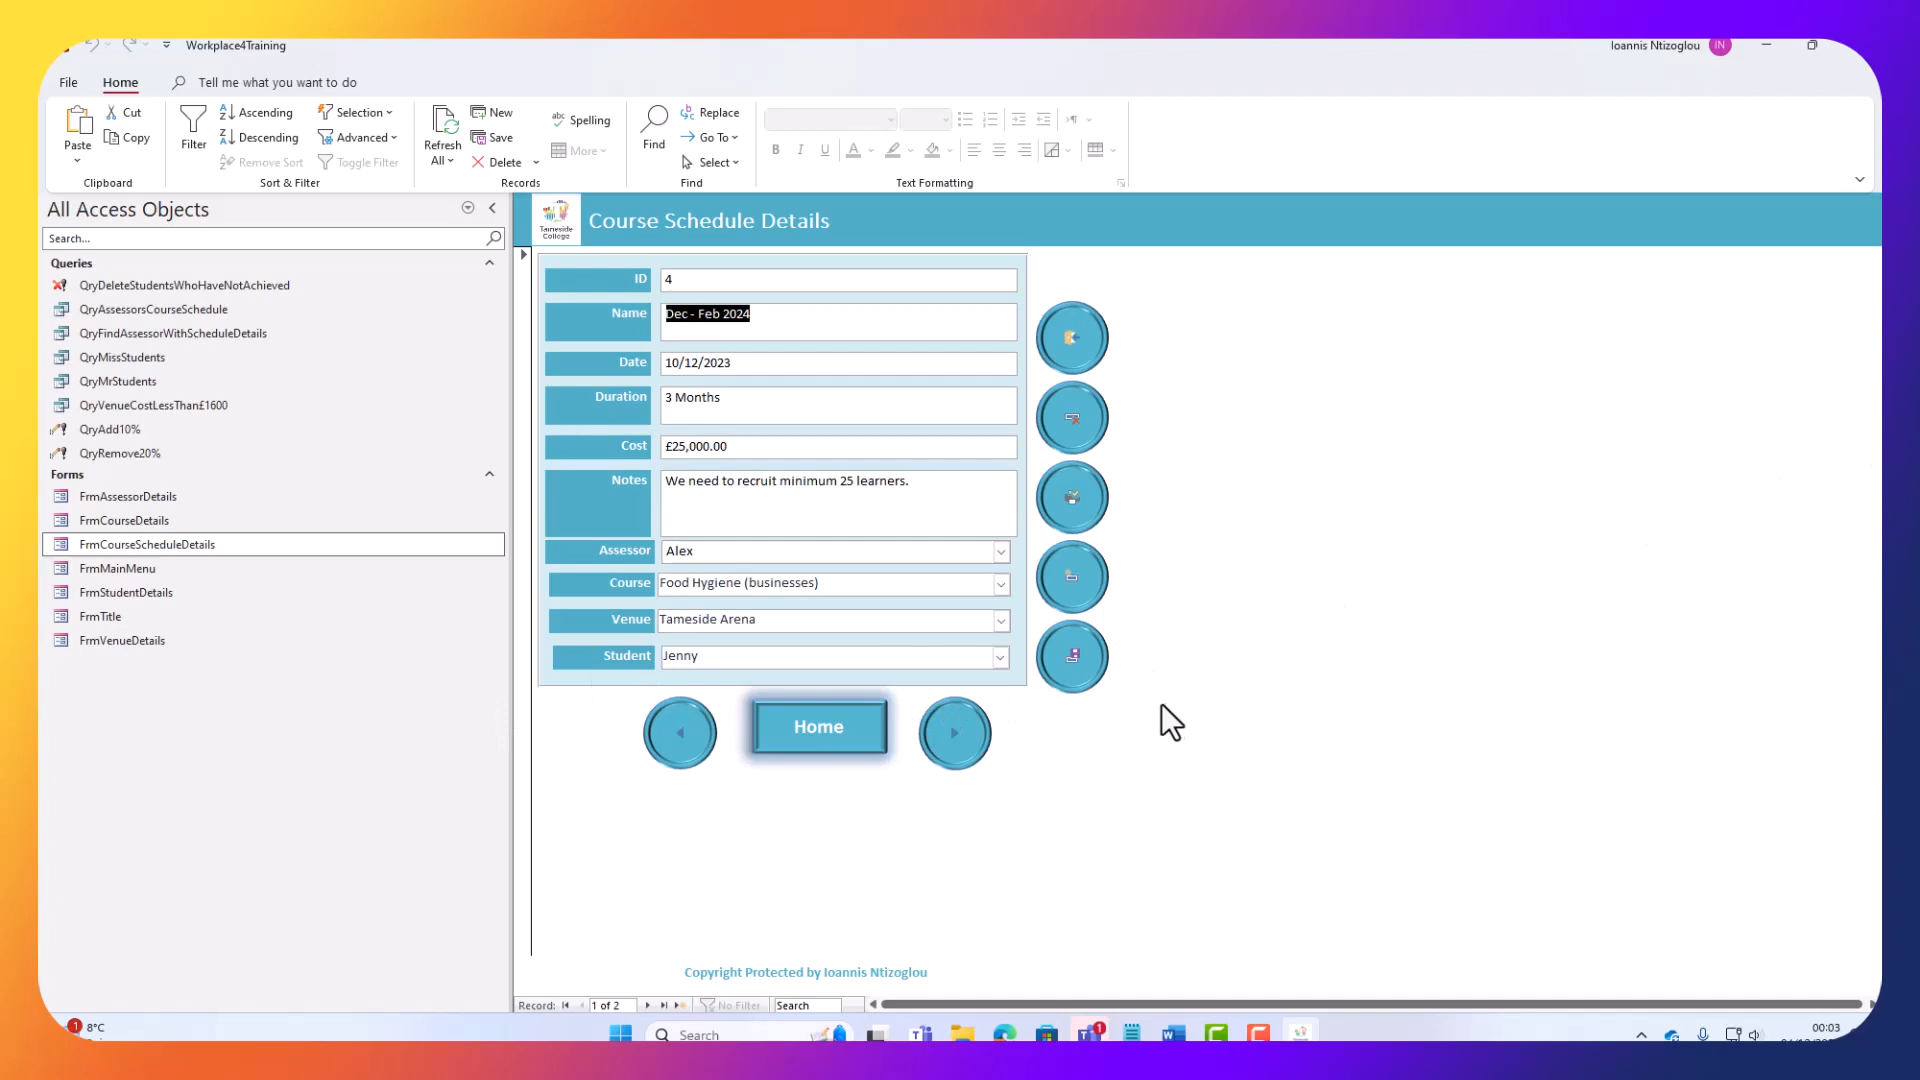 Workplace4Training
Ioannis Ntizoglou IN
File Home Tell me what you want to do
Paste
Cut
Copy
Clipboard
Filter
Ascending
Descending
Remove Sort
Selection
Advanced
Toggle Filter
Sort & Filter
Refresh
All
New
Save
Delete
Spelling
More
Records
Find
Replace
Go To
Select
Find
B I U A
Text Formatting
All Access Objects
Search...
Queries
QryDeleteStudentsWhoHaveNotAchieved
QryAssessorsCourseSchedule
QryFindAssessorWithScheduleDetails
QryMissStudents
QryMrStudents
QryVenueCostLessThan£1600
QryAdd10%
QryRemove20%
Forms
FrmAssessorDetails
FrmCourseDetails
FrmCourseScheduleDetails
FrmMainMenu
FrmStudentDetails
FrmTitle
FrmVenueDetails
Tameside
College
Course Schedule Details
ID 4
Name Dec - Feb 2024
Date 10/12/2023
Duration 3 Months
Cost £25,000.00
Notes We need to recruit minimum 25 learners.
Assessor Alex
Course Food Hygiene (businesses)
Venue Tameside Arena
Student Jenny
Home
Copyright Protected by Ioannis Ntizoglou
Record: 1 of 2 No Filter Search
1 8°C
Search
1
00:03